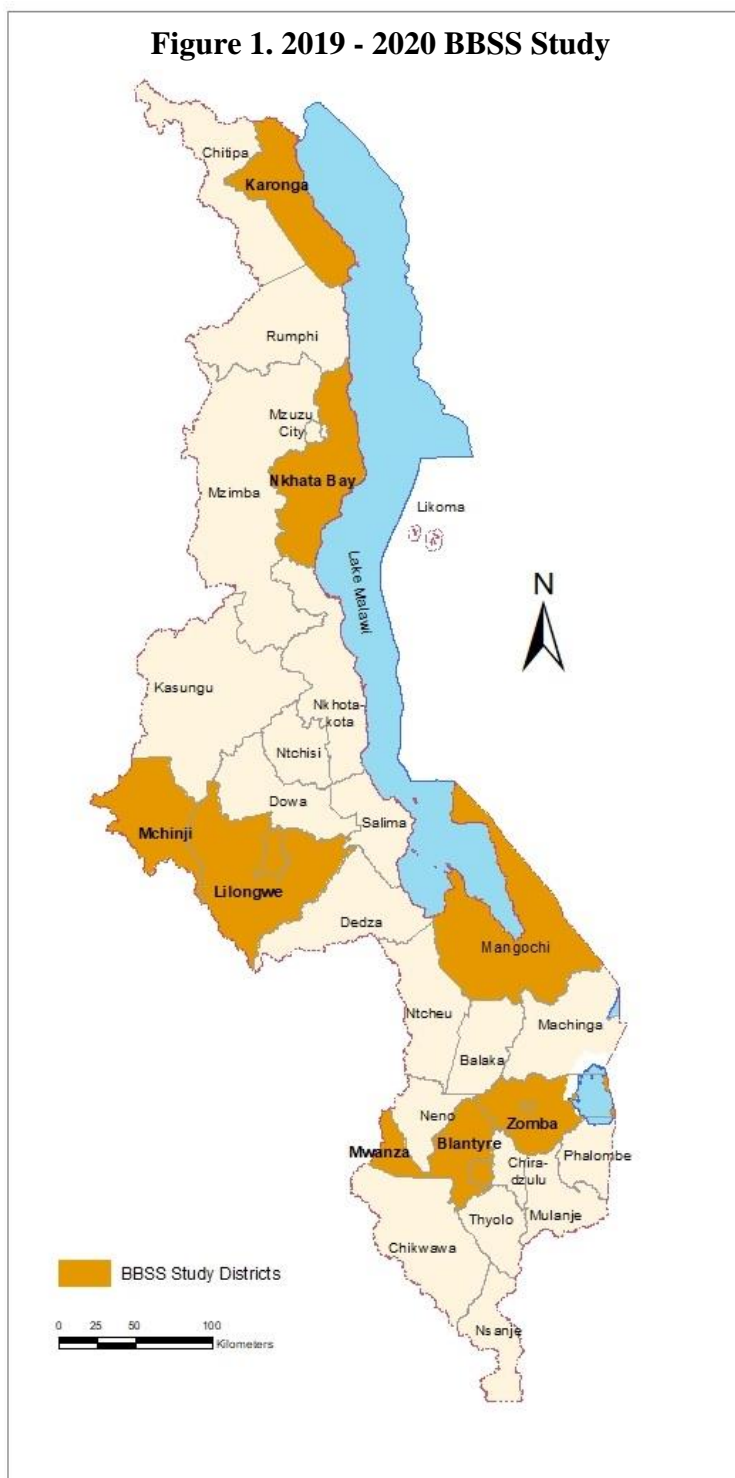 Figure 1. 2019 - 2020 BBSS Study
Chitipa
Karonga
Rumphi
Mzuzu
City
Nkhata Bay
Mzimba
Likoma
Lake Malawi
N
Kasungu
Nkhota-
kota
Ntchisi
Dowa
Salima
Mchinji
Lilongwe
Dedza
Mangochi
Ntcheu
Machinga
Balaka
Neno
Zomba
Mwanza
Blantyre
Phalombe
Chira-
dzulu
Thyolo
Mulanje
Chikwawa
BBSS Study Districts
Nsanje
0 25 50 100
Kilometers